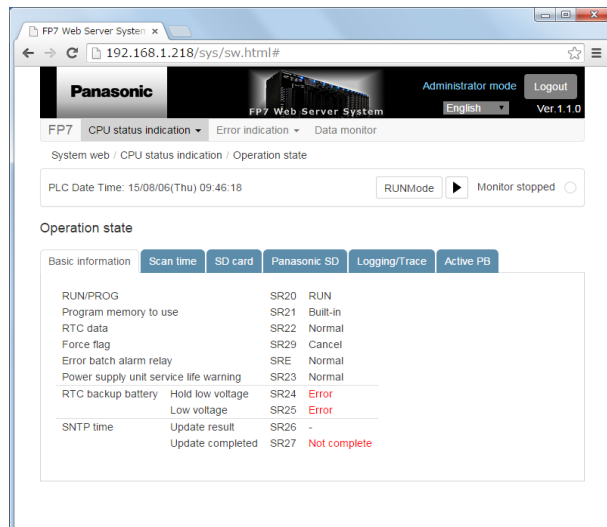 FP7 Web Server System
192.168.1.218/sys/sw.html#
Panasonic
FP7 Web Server System
Administrator mode Logout
English Ver.1.1.0
FP7 CPU status indication Error indication Data monitor
System web / CPU status indication / Operation state
PLC Date Time: 15/08/06(Thu) 09:46:18 RUNMode Monitor stopped
Operation state
Basic information Scan time SD card Panasonic SD Logging/Trace Active PB
RUN/PROG SR20 RUN
Program memory to use SR21 Built-in
RTC data SR22 Normal
Force flag SR29 Cancel
Error batch alarm relay SRE Normal
Power supply unit service life warning SR23 Normal
RTC backup battery Hold low voltage SR24 Error
Low voltage SR25 Error
SNTP time Update result SR26 -
Update completed SR27 Not complete